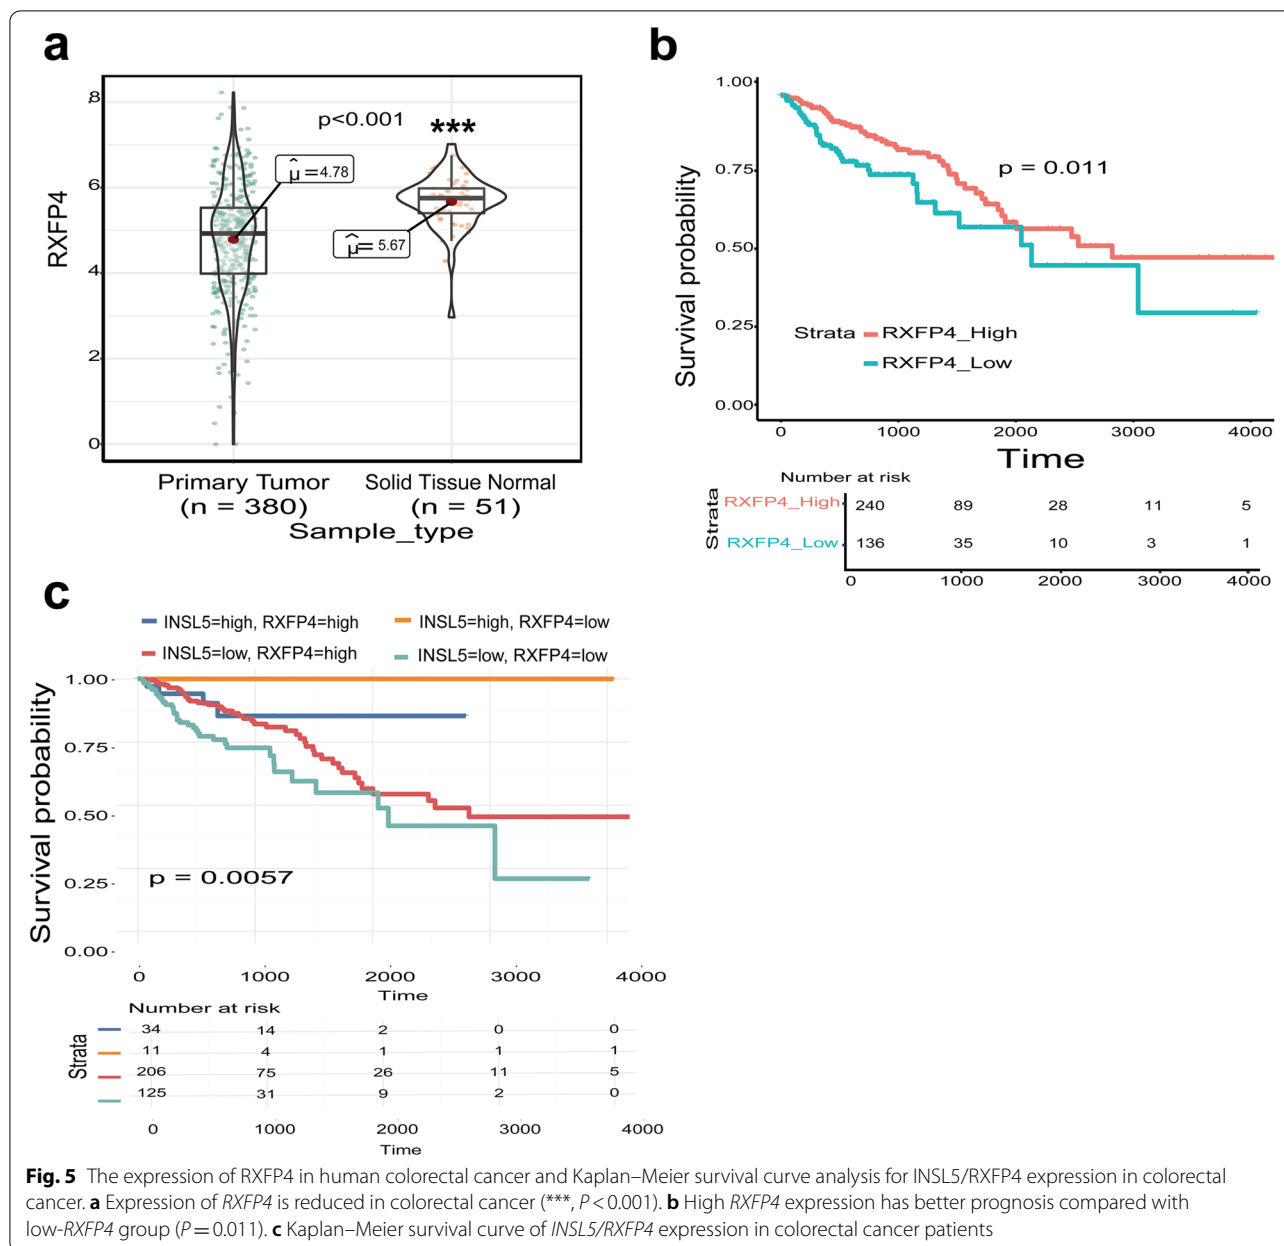 a
8
6
4
2
0
RXFP4
p<0.001
***
μ̂ = 4.78
μ̂ = 5.67
Primary Tumor
(n = 380)
Solid Tissue Normal
(n = 51)
Sample_type
b
1.00
0.75
0.50
0.25
0.00
Survival probability
p = 0.011
Strata
RXFP4_High
RXFP4_Low
0 1000 2000 3000 4000
Time
Number at risk
Strata
RXFP4_High 240 89 28 11 5
RXFP4_Low 136 35 10 3 1
0 1000 2000 3000 4000
c
INSL5=high, RXFP4=high INSL5=high, RXFP4=low
INSL5=low, RXFP4=high INSL5=low, RXFP4=low
1.00
0.75
0.50
0.25
0.00
Survival probability
p = 0.0057
0 1000 2000 3000 4000
Time
Number at risk
Strata
34 14 2 0 0
11 4 1 1 1
206 75 26 11 5
125 31 9 2 0
0 1000 2000 3000 4000
Time
Fig. 5 The expression of RXFP4 in human colorectal cancer and Kaplan–Meier survival curve analysis for INSL5/RXFP4 expression in colorectal
cancer. a Expression of RXFP4 is reduced in colorectal cancer (***, P < 0.001). b High RXFP4 expression has better prognosis compared with
low-RXFP4 group (P = 0.011). c Kaplan–Meier survival curve of INSL5/RXFP4 expression in colorectal cancer patients